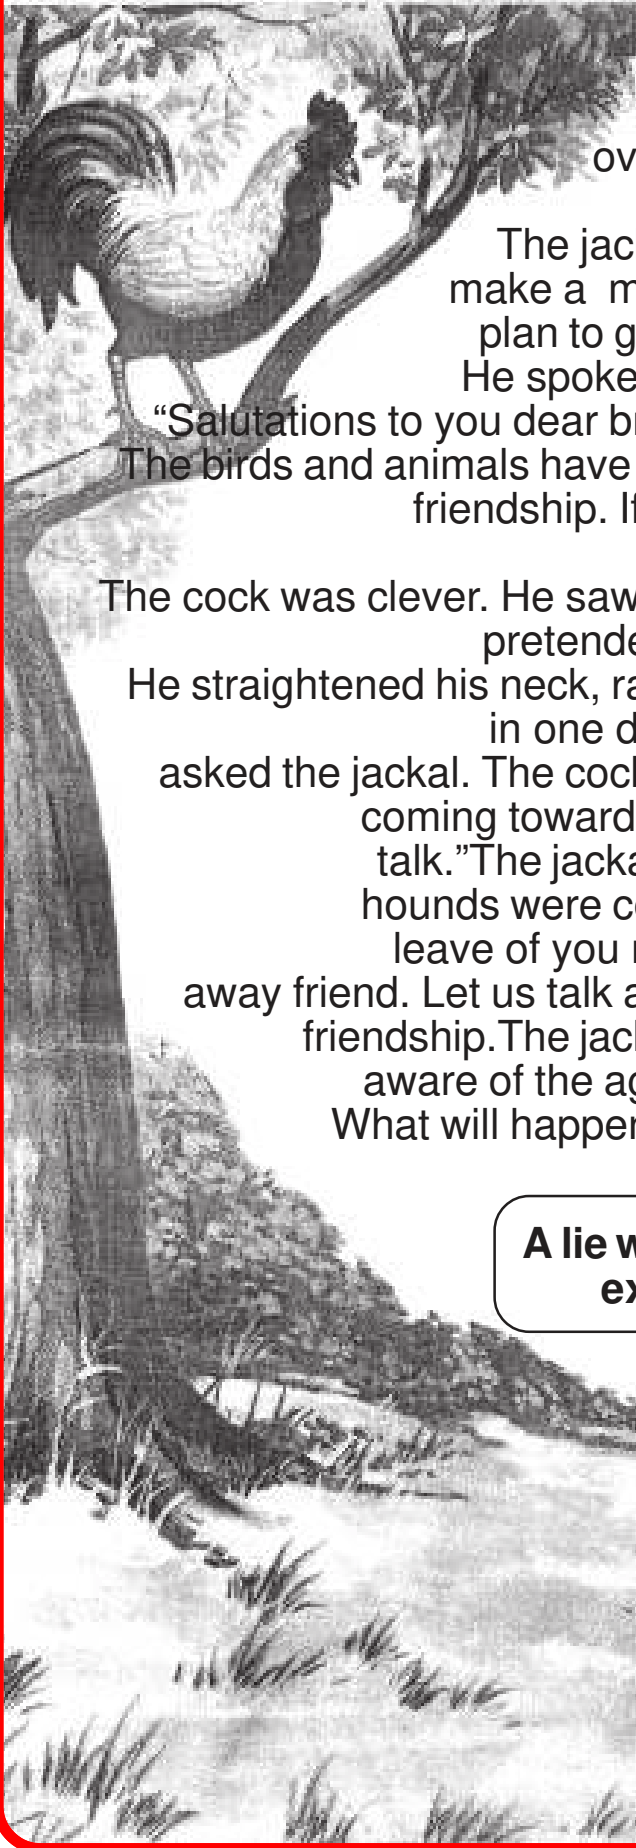 ov
The jac
make a m
plan to g
He spoke
“Salutations to you dear br
The birds and animals have
friendship. If
The cock was clever. He saw
pretende
He straightened his neck, ra
in one d
asked the jackal. The cock
coming toward
talk.”The jacka
hounds were co
leave of you
away friend. Let us talk a
friendship.The jack
aware of the ag
What will happen
A lie w
ex